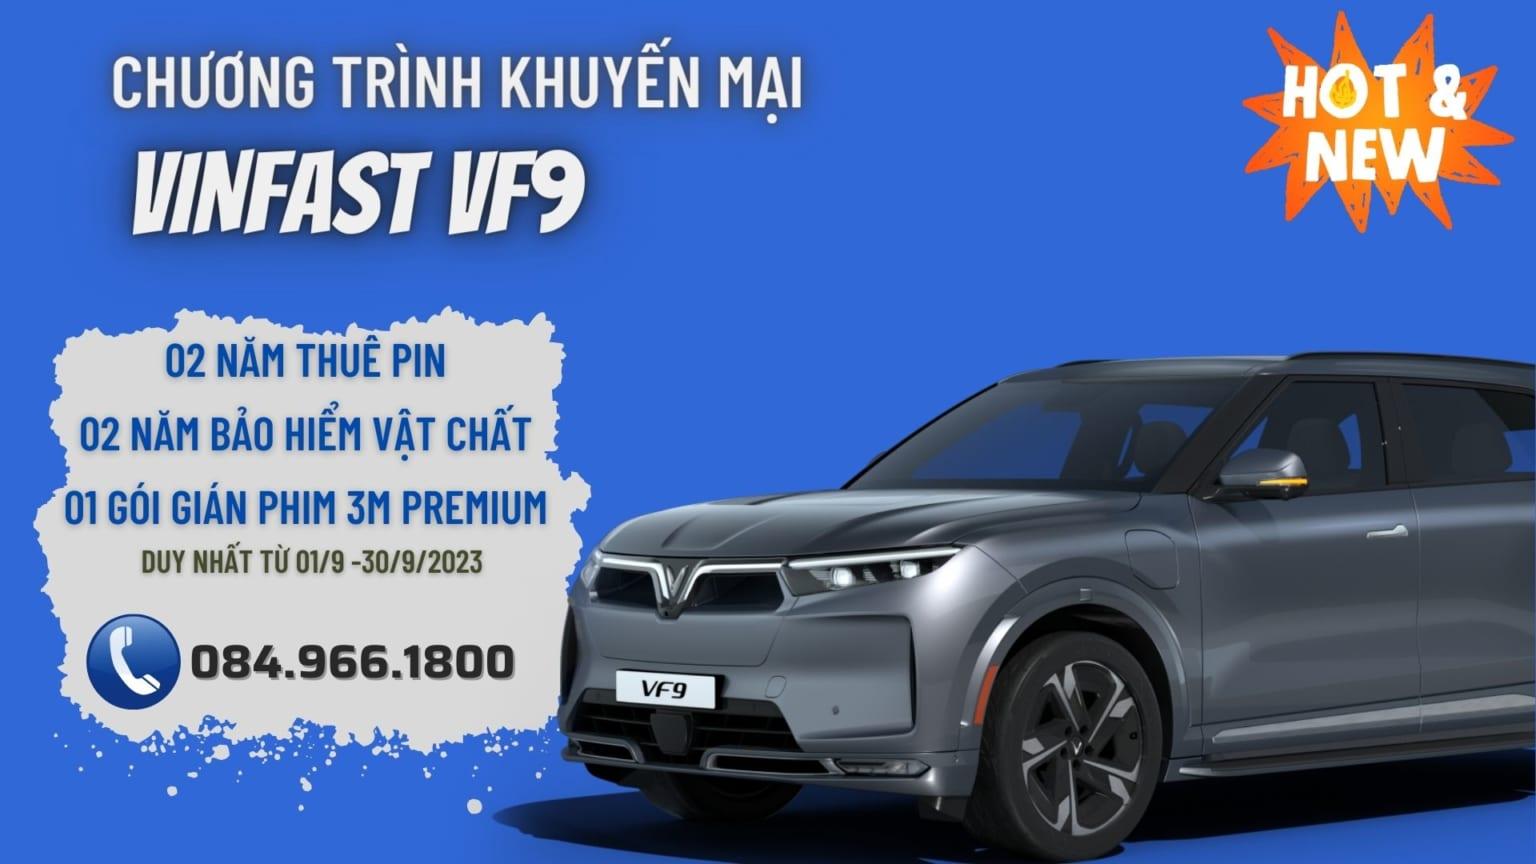 CHƯƠNG TRÌNH KHUYẾN MẠI
VINFAST VF9
HOT &
NEW
02 NĂM THUÊ PIN
02 NĂM BẢO HIỂM VẬT CHẤT
01 GÓI GIÁN PHIM 3M PREMIUM
DUY NHẤT TỪ 01/9 -30/9/2023
084.966.1800
VF9